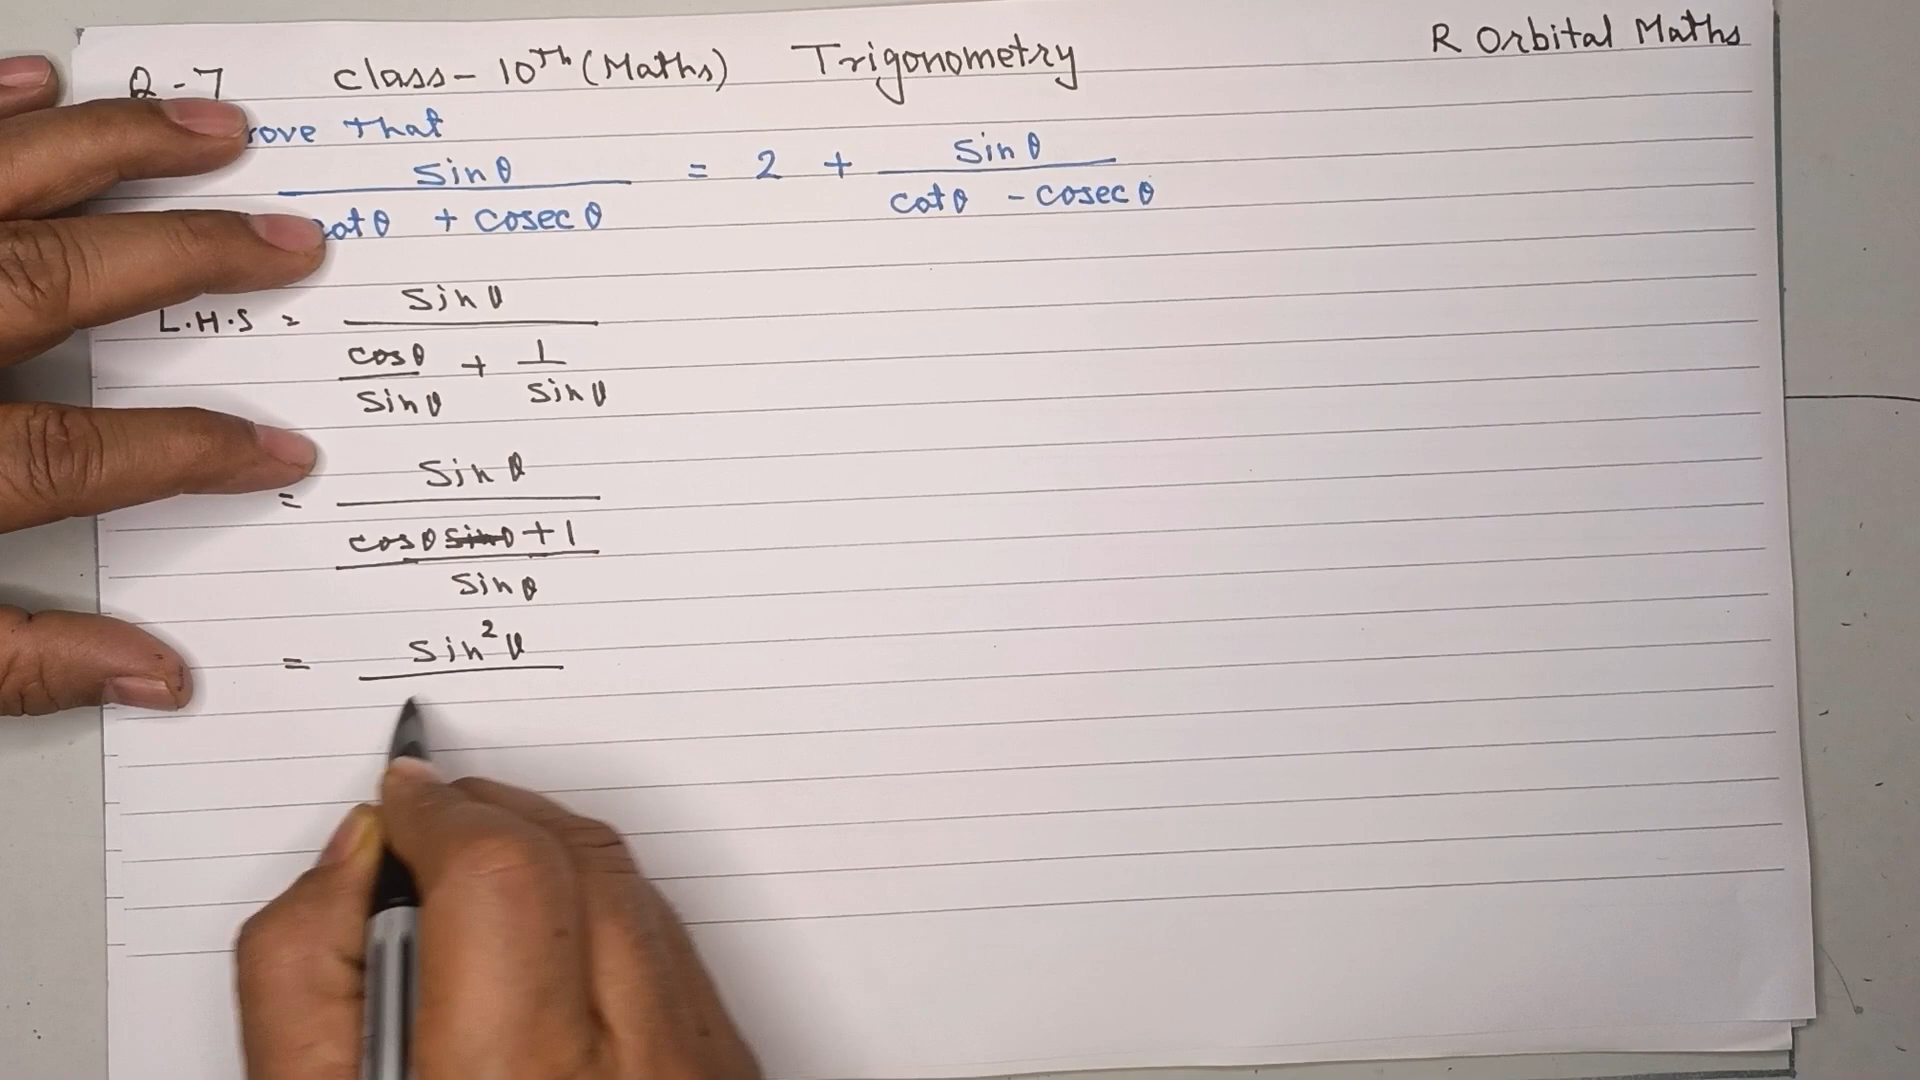 Q-7 Class-10Th (Maths) Trigonometry R Orbital Maths
rove That
sinθ / cotθ + cosecθ = 2 + sinθ / cotθ - cosecθ
L.H.S = sinθ / cosθ/sinθ + 1/sinθ
= sinθ / cosθ sinθ + 1 / sinθ
= sin²θ